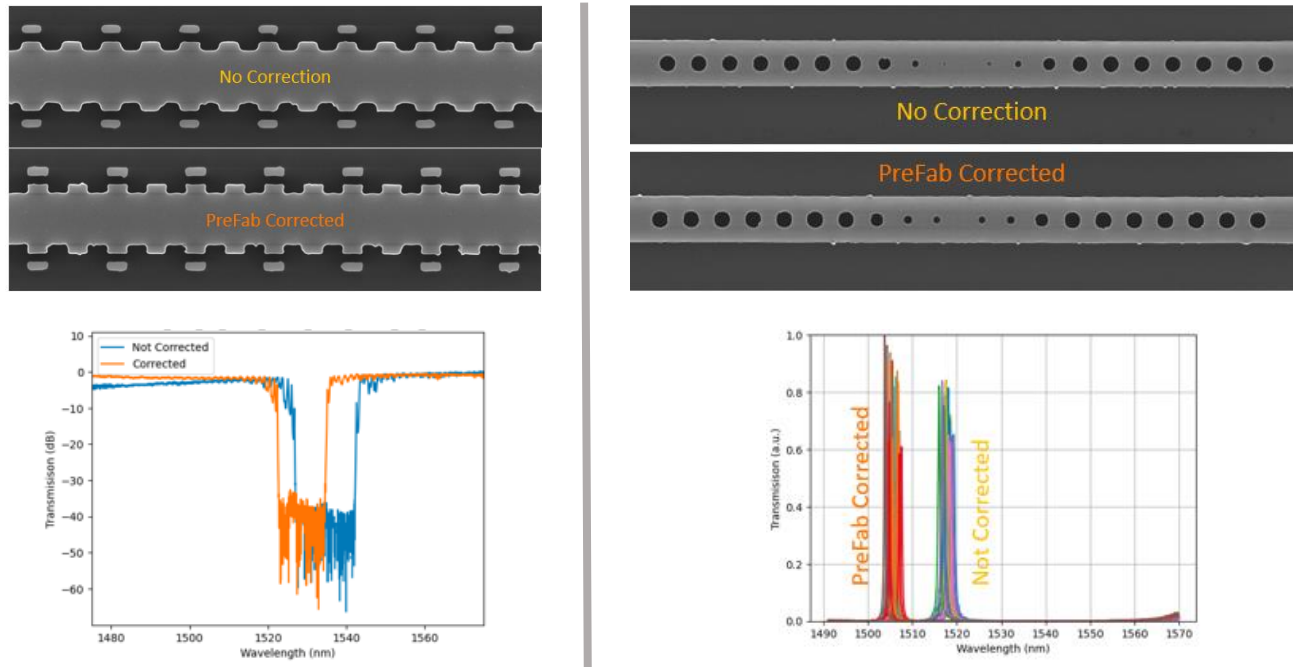 No Correction
PreFab Corrected
10
0
−10
−20
−30
−40
−50
−60
Transmisison (dB)
Not Corrected
Corrected
1480
1500
1520
1540
1560
Wavelength (nm)
No Correction
PreFab Corrected
1.0
0.8
0.6
0.4
0.2
0.0
Transmisison (a.u.)
PreFab Corrected
Not Corrected
1490
1500
1510
1520
1530
1540
1550
1560
1570
Wavelength (nm)